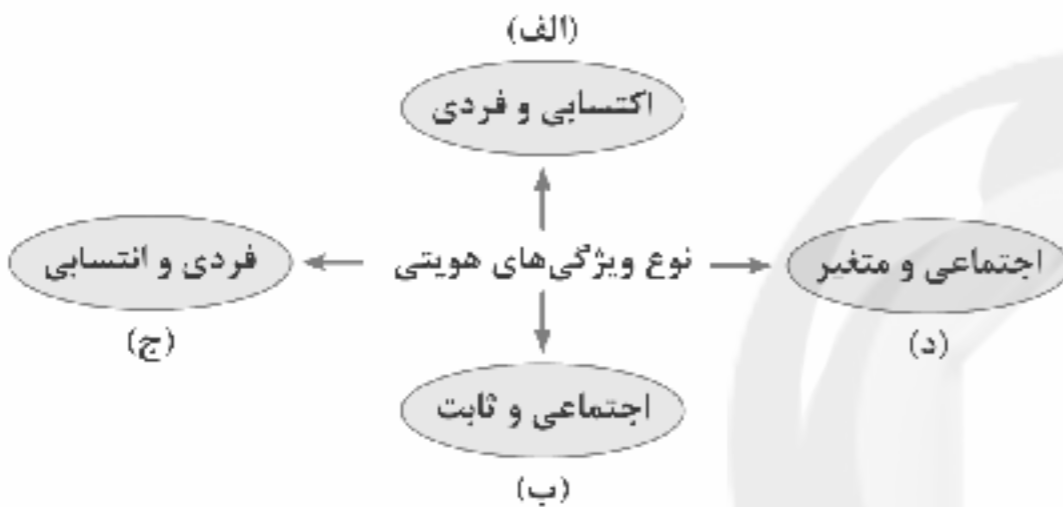 (الف)
اکتسابی و فردی
اجتماعی و متغیر
(د)
نوع ویژگی‌های هویتی
فردی و انتسابی
(ج)
اجتماعی و ثابت
(ب)